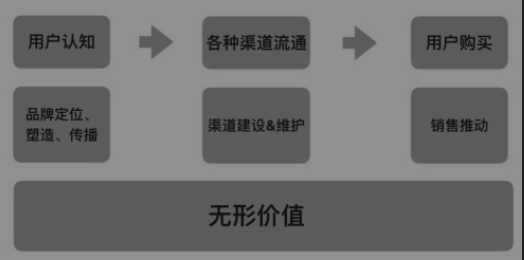 用户认知
各种渠道流通
用户购买
品牌定位、
塑造、传播
渠道建设&维护
销售推动
无形价值